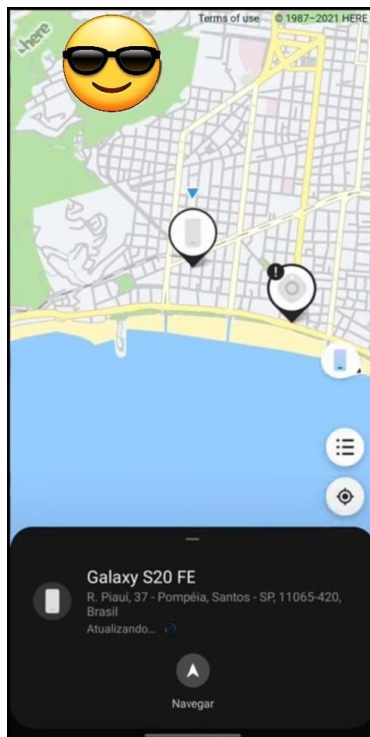 Terms of use © 1987–2021 HERE
here
!
Galaxy S20 FE
R. Piauí, 37 - Pompéia, Santos - SP, 11065-420,
Brasil
Atualizando...
Navegar